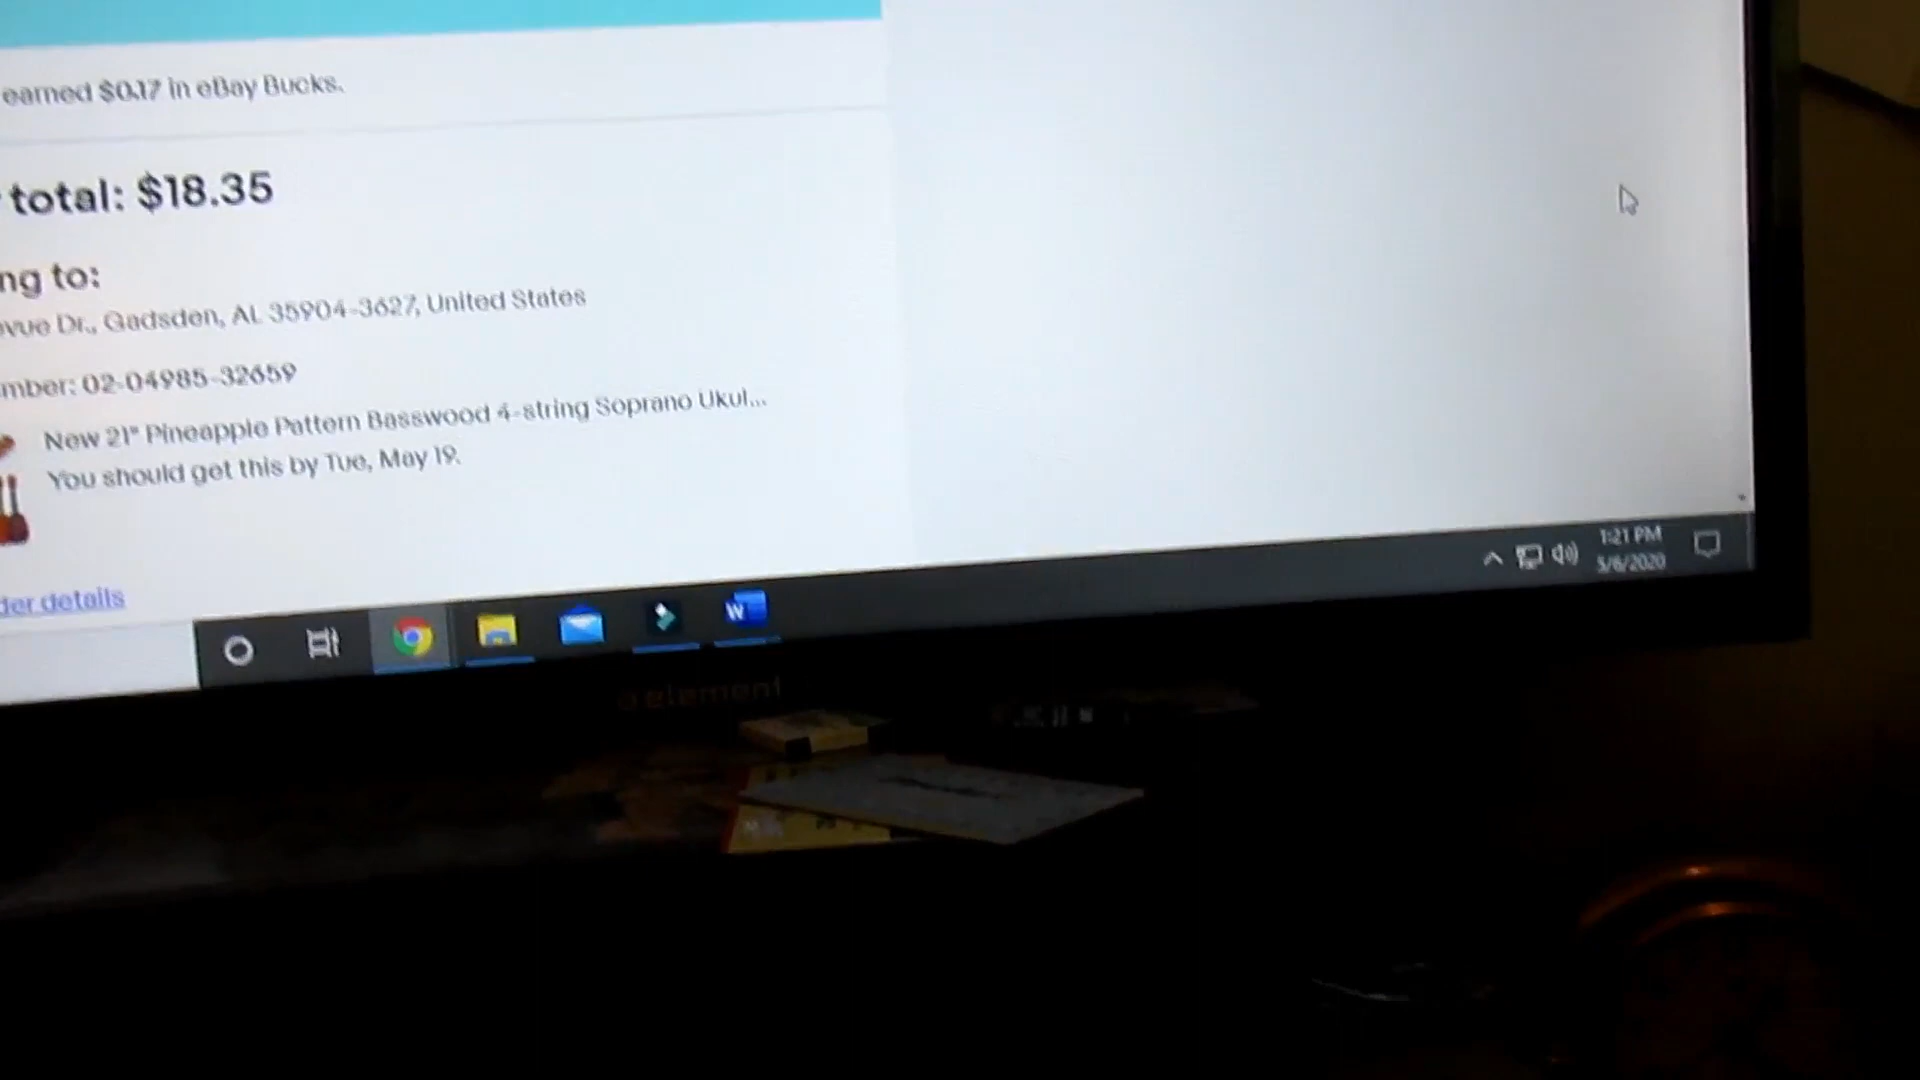 earned $0.17 in eBay Bucks.
total: $18.35
ng to:
vue Dr., Gadsden, AL 35904-3627, United States
mber: 02-04985-32659
New 21" Pineapple Pattern Basswood 4-string Soprano Ukul...
You should get this by Tue, May 19.
der details
1:21 PM
5/6/2020
W
element